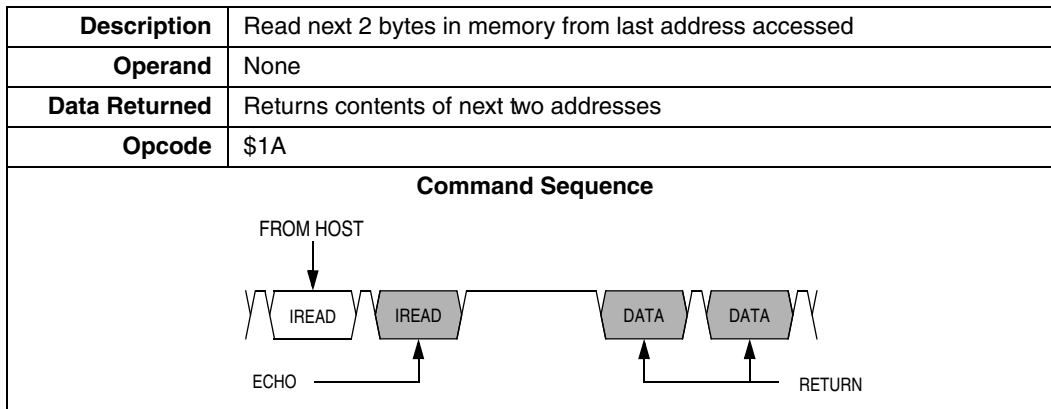 Description Read next 2 bytes in memory from last address accessed
Operand None
Data Returned Returns contents of next two addresses
Opcode $1A
Command Sequence
FROM HOST
IREAD IREAD DATA DATA
ECHO RETURN